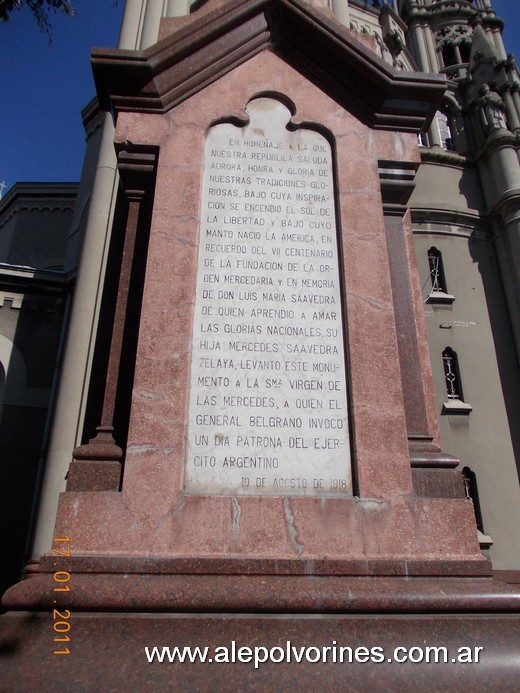 EN HOMENAJE A LA QUE
NUESTRA REPUBLICA SALUDA
AURORA, HONRA Y GLORIA DE
NUESTRAS TRADICIONES GLO-
RIOSAS, BAJO CUYA INSPIRA-
CION SE ENCENDIO EL SOL DE
LA LIBERTAD Y BAJO CUYO
MANTO NACIO LA AMERICA, EN
RECUERDO DEL VII CENTENARIO
DE LA FUNDACION DE LA OR-
DEN MERCEDARIA Y EN MEMORIA
DE DON LUIS MARIA SAAVEDRA
DE QUIEN APRENDIO A AMAR
LAS GLORIAS NACIONALES, SU
HIJA MERCEDES SAAVEDRA
ZELAYA, LEVANTO ESTE MONU-
MENTO A LA SMA VIRGEN DE
LAS MERCEDES, A QUIEN EL
GENERAL BELGRANO INVOCO
UN DIA PATRONA DEL EJER-
CITO ARGENTINO
10 DE AGOSTO DE 1918
17.01.2011
www.alepolvorines.com.ar